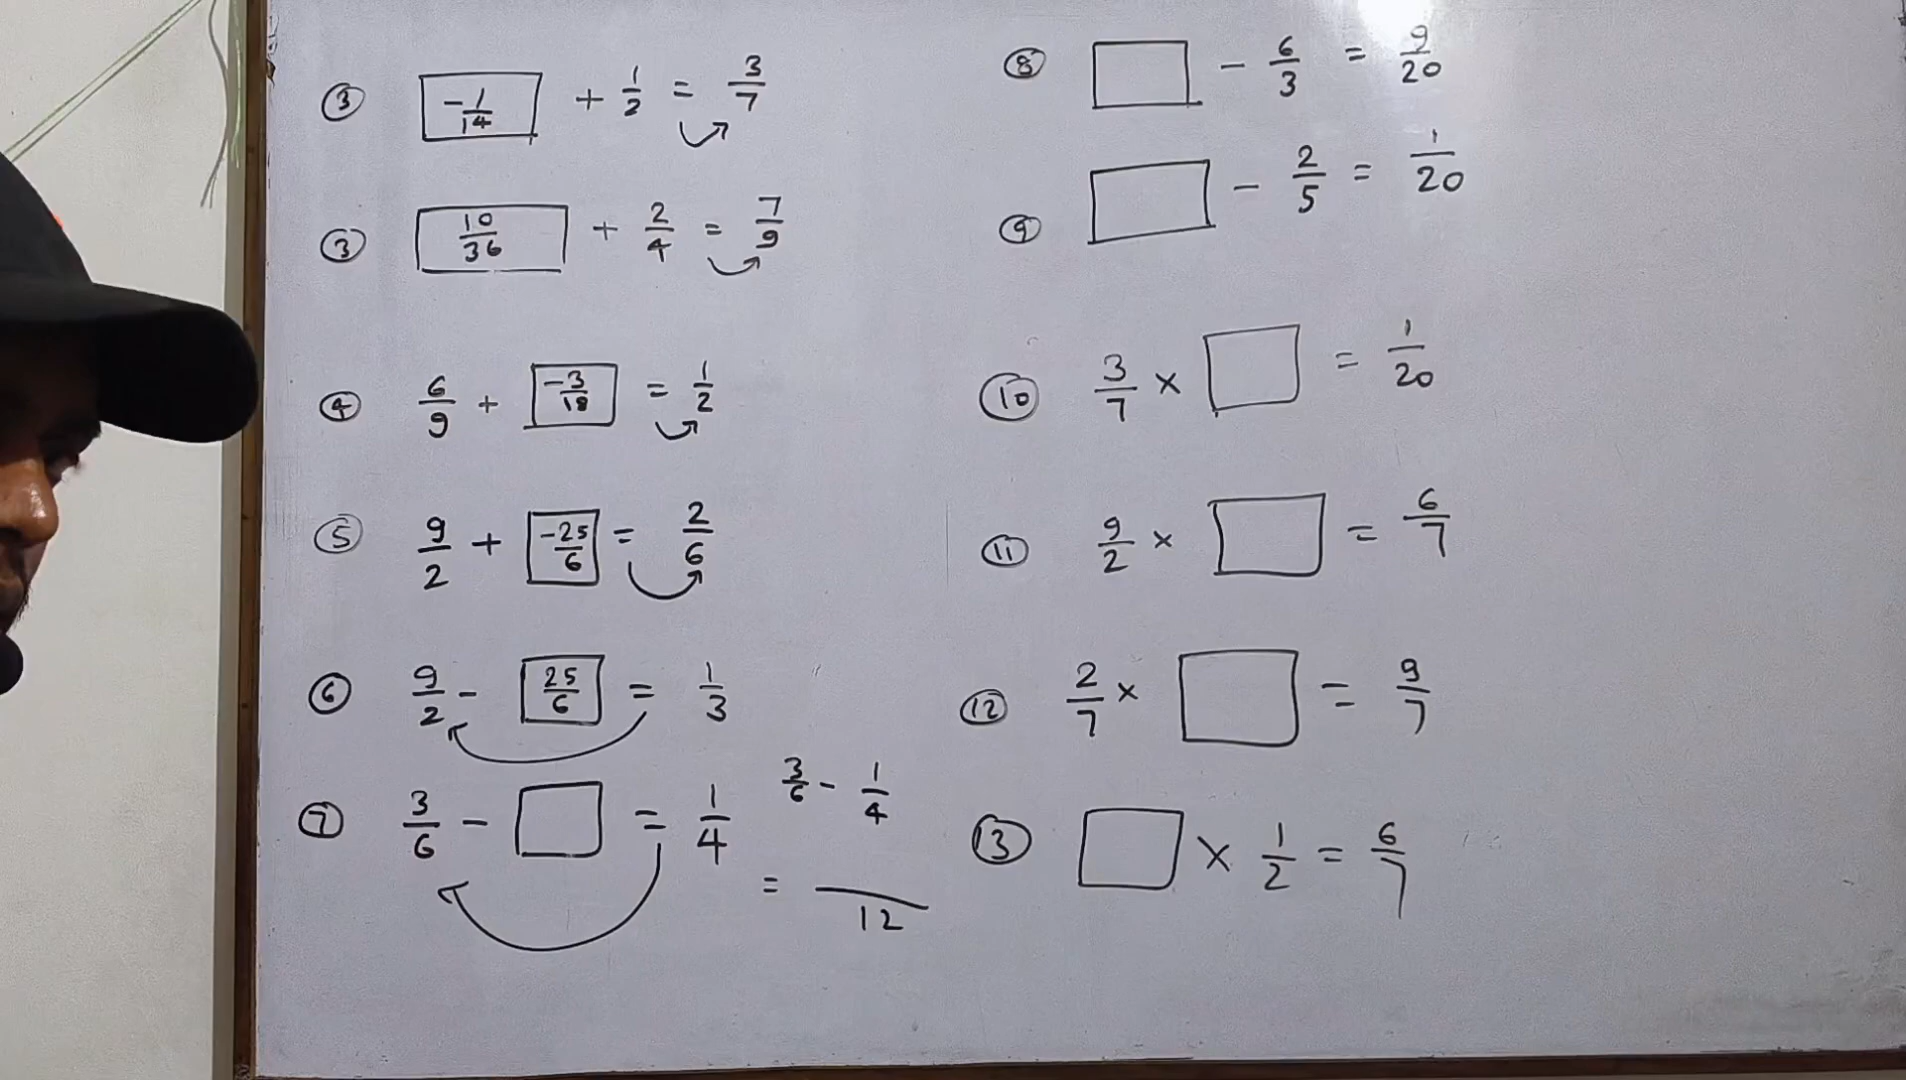 ③ -1/14 + 1/2 = 3/7
③ 10/36 + 2/4 = 7/9
④ 6/9 + -3/18 = 1/2
⑤ 9/2 + -25/6 = 2/6
⑥ 9/2 - 25/6 = 1/3
⑦ 3/6 - □ = 1/4
3/6 - 1/4
= /12
⑧ □ - 6/3 = 9/20
⑨ □ - 2/5 = 1/20
⑩ 3/7 × □ = 1/20
⑪ 9/2 × □ = 6/7
⑫ 2/7 × □ = 9/7
⑬ □ × 1/2 = 6/7